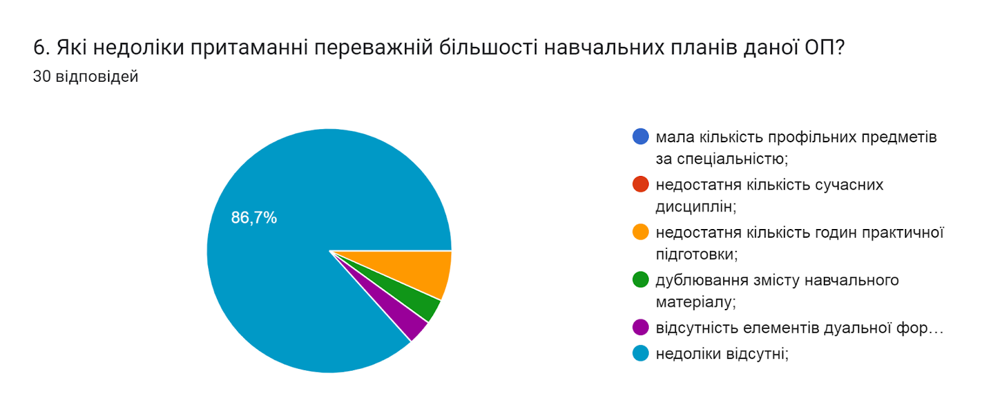 6. Які недоліки притаманні переважній більшості навчальних планів даної ОП?
30 відповідей
86,7%
мала кількість профільних предметів
за спеціальністю;
недостатня кількість сучасних
дисциплін;
недостатня кількість годин практичної
підготовки;
дублювання змісту навчального
матеріалу;
відсутність елементів дуальної фор…
недоліки відсутні;